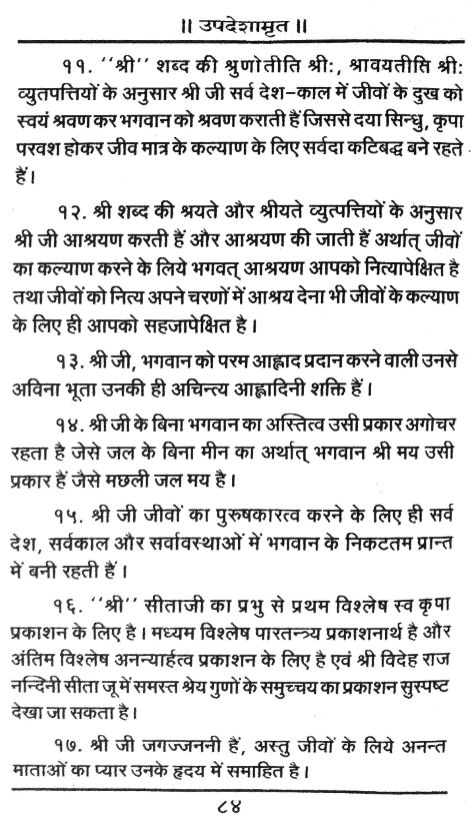 ॥ उपदेशामृत ॥
११. ‘‘श्री’’ शब्द की श्रुणोतीति श्रीः, श्रावयतीति श्रीः
व्युतपत्तियों के अनुसार श्री जी सर्व देश-काल में जीवों के दुख को
स्वयं श्रवण कर भगवान को श्रवण कराती हैं जिससे दया सिन्धु, कृपा
परवश होकर जीव मात्र के कल्याण के लिए सर्वदा कटिबद्ध बने रहते
हैं।
१२. श्री शब्द की श्रयते और श्रीयते व्युत्पत्तियों के अनुसार
श्री जी आश्रयण करती हैं और आश्रयण की जाती हैं अर्थात् जीवों
का कल्याण करने के लिये भगवत् आश्रयण आपको नित्यापेक्षित है
तथा जीवों को नित्य अपने चरणों में आश्रय देना भी जीवों के कल्याण
के लिए ही आपको सहजापेक्षित है।
१३. श्री जी, भगवान को परम आह्लाद प्रदान करने वाली उनसे
अविना भूता उनकी ही अचिन्त्य आह्लादिनी शक्ति हैं।
१४. श्री जी के बिना भगवान का अस्तित्व उसी प्रकार अगोचर
रहता है जेसे जल के बिना मीन का अर्थात् भगवान श्री मय उसी
प्रकार हैं जैसे मछली जल मय है।
१५. श्री जी जीवों का पुरुषकारत्व करने के लिए ही सर्व
देश, सर्वकाल और सर्वावस्थाओं में भगवान के निकटतम प्रान्त
में बनी रहती हैं।
१६. ‘‘श्री’’ सीताजी का प्रभु से प्रथम विश्लेष स्व कृपा
प्रकाशन के लिए है। मध्यम विश्लेष पारतन्त्र्य प्रकाशनार्थ है और
अंतिम विश्लेष अनन्यार्हत्व प्रकाशन के लिए है एवं श्री विदेह राज
नन्दिनी सीता जू में समस्त श्रेय गुणों के समुच्चय का प्रकाशन सुस्पष्ट
देखा जा सकता है।
१७. श्री जी जगज्जननी हैं, अस्तु जीवों के लिये अनन्त
माताओं का प्यार उनके हृदय में समाहित है।
८४